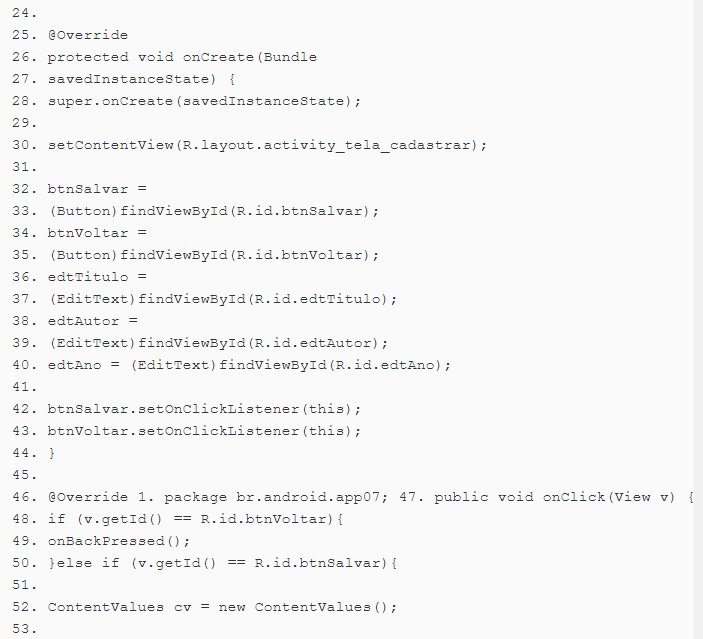 24.
25. @Override
26. protected void onCreate(Bundle
27. savedInstanceState) {
28. super.onCreate(savedInstanceState);
29.
30. setContentView(R.layout.activity_tela_cadastrar);
31.
32. btnSalvar =
33. (Button)findViewById(R.id.btnSalvar);
34. btnVoltar =
35. (Button)findViewById(R.id.btnVoltar);
36. edtTitulo =
37. (EditText)findViewById(R.id.edtTitulo);
38. edtAutor =
39. (EditText)findViewById(R.id.edtAutor);
40. edtAno = (EditText)findViewById(R.id.edtAno);
41.
42. btnSalvar.setOnClickListener(this);
43. btnVoltar.setOnClickListener(this);
44. }
45.
46. @Override 1. package br.android.app07; 47. public void onClick(View v) {
48. if (v.getId() == R.id.btnVoltar){
49. onBackPressed();
50. }else if (v.getId() == R.id.btnSalvar){
51.
52. ContentValues cv = new ContentValues();
53.